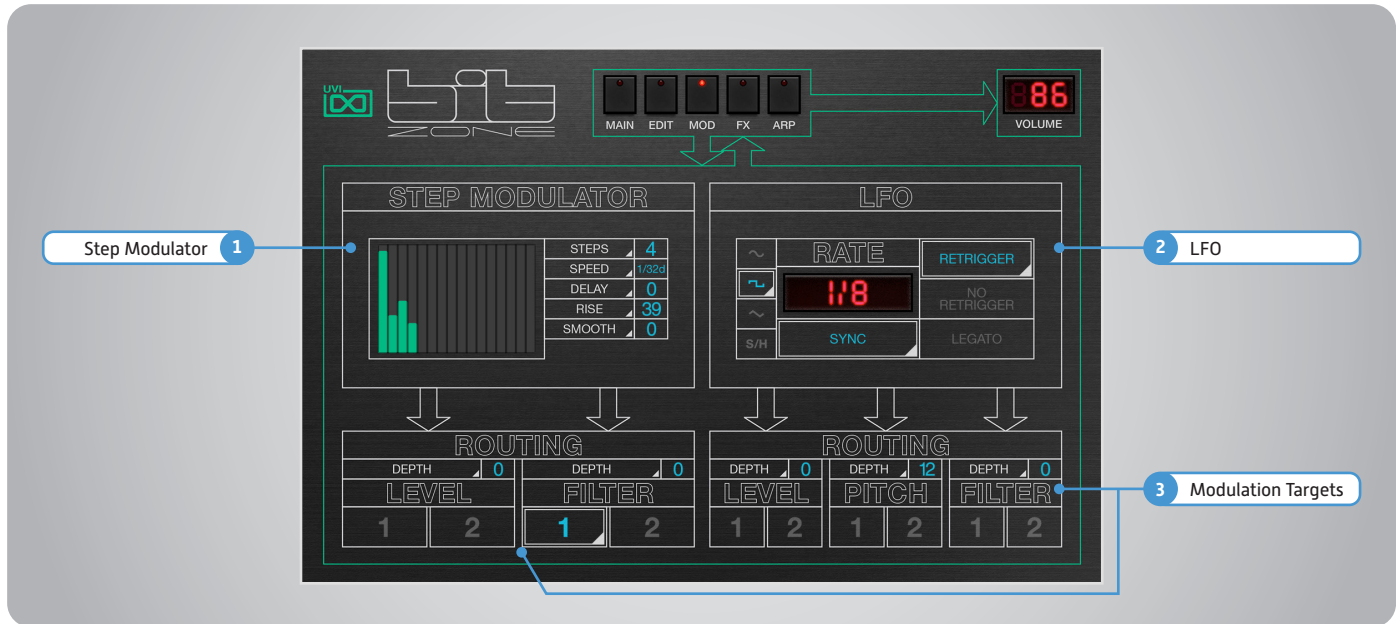 UVI
bit
ZONE
MAIN EDIT MOD FX ARP
86
VOLUME
STEP MODULATOR
STEPS 4
SPEED 1/32d
DELAY 0
RISE 39
SMOOTH 0
LFO
RATE
1/8
SYNC
S/H
RETRIGGER
NO
RETRIGGER
LEGATO
Step Modulator 1
2 LFO
ROUTING
DEPTH 0 DEPTH 0
LEVEL FILTER
1 2 1 2
ROUTING
DEPTH 0 DEPTH 12 DEPTH 0
LEVEL PITCH FILTER
1 2 1 2 1 2
3 Modulation Targets